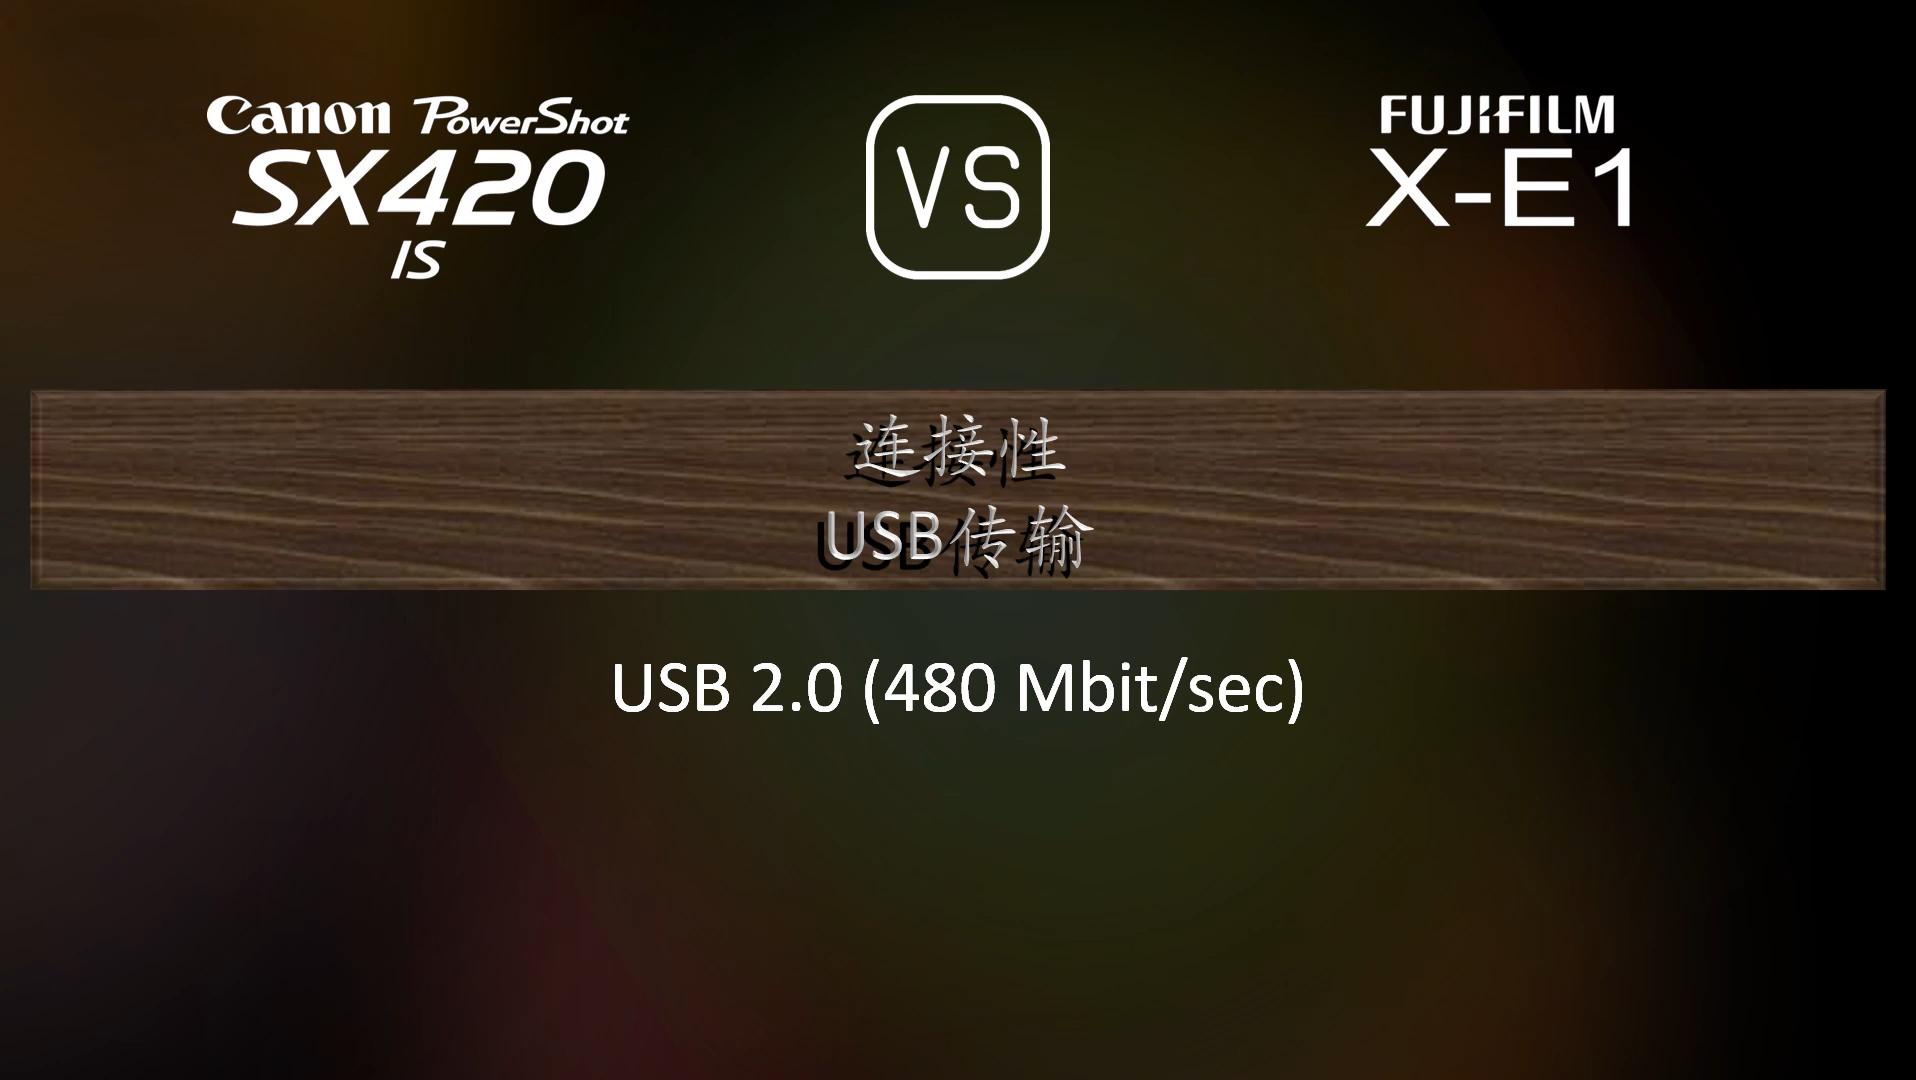 Canon PowerShot
SX420
IS
VS
FUJIFILM
X-E1
连接性
USB传输
USB 2.0 (480 Mbit/sec)